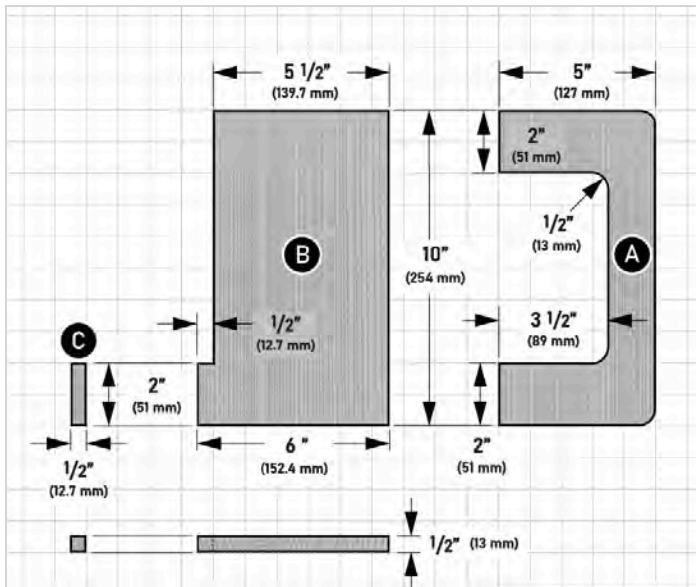 5 1/2”
(139.7 mm)
5”
(127 mm)
2”
(51 mm)
1/2”
(13 mm)
B
10”
(254 mm)
A
1/2”
(12.7 mm)
3 1/2”
(89 mm)
C
2”
(51 mm)
1/2”
(12.7 mm)
6 ”
(152.4 mm)
2”
(51 mm)
1/2” (13 mm)